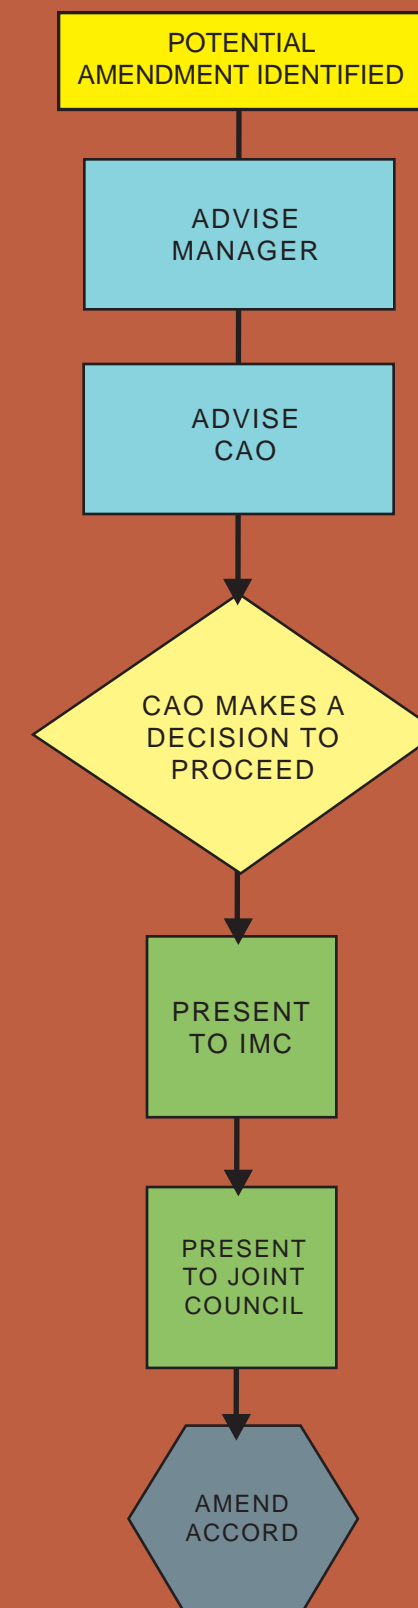 POTENTIAL
AMENDMENT IDENTIFIED
ADVISE
MANAGER
ADVISE
CAO
CAO MAKES A
DECISION TO
PROCEED
PRESENT
TO IMC
PRESENT
TO JOINT
COUNCIL
AMEND
ACCORD